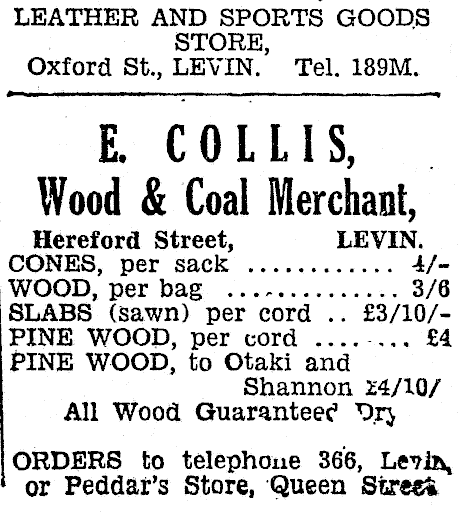 LEATHER AND SPORTS GOODS
STORE,
Oxford St., LEVIN. Tel. 189M.
E. COLLIS,
Wood & Coal Merchant,
Hereford Street, LEVIN.
CONES, per sack ............ 4/-
WOOD, per bag .............. 3/6
SLABS (sawn) per cord .. £3/10/-
PINE WOOD, per cord ........ £4
PINE WOOD, to Otaki and
Shannon £4/10/
All Wood Guaranteed Dry
ORDERS to telephone 366, Levin,
or Peddar's Store, Queen Street